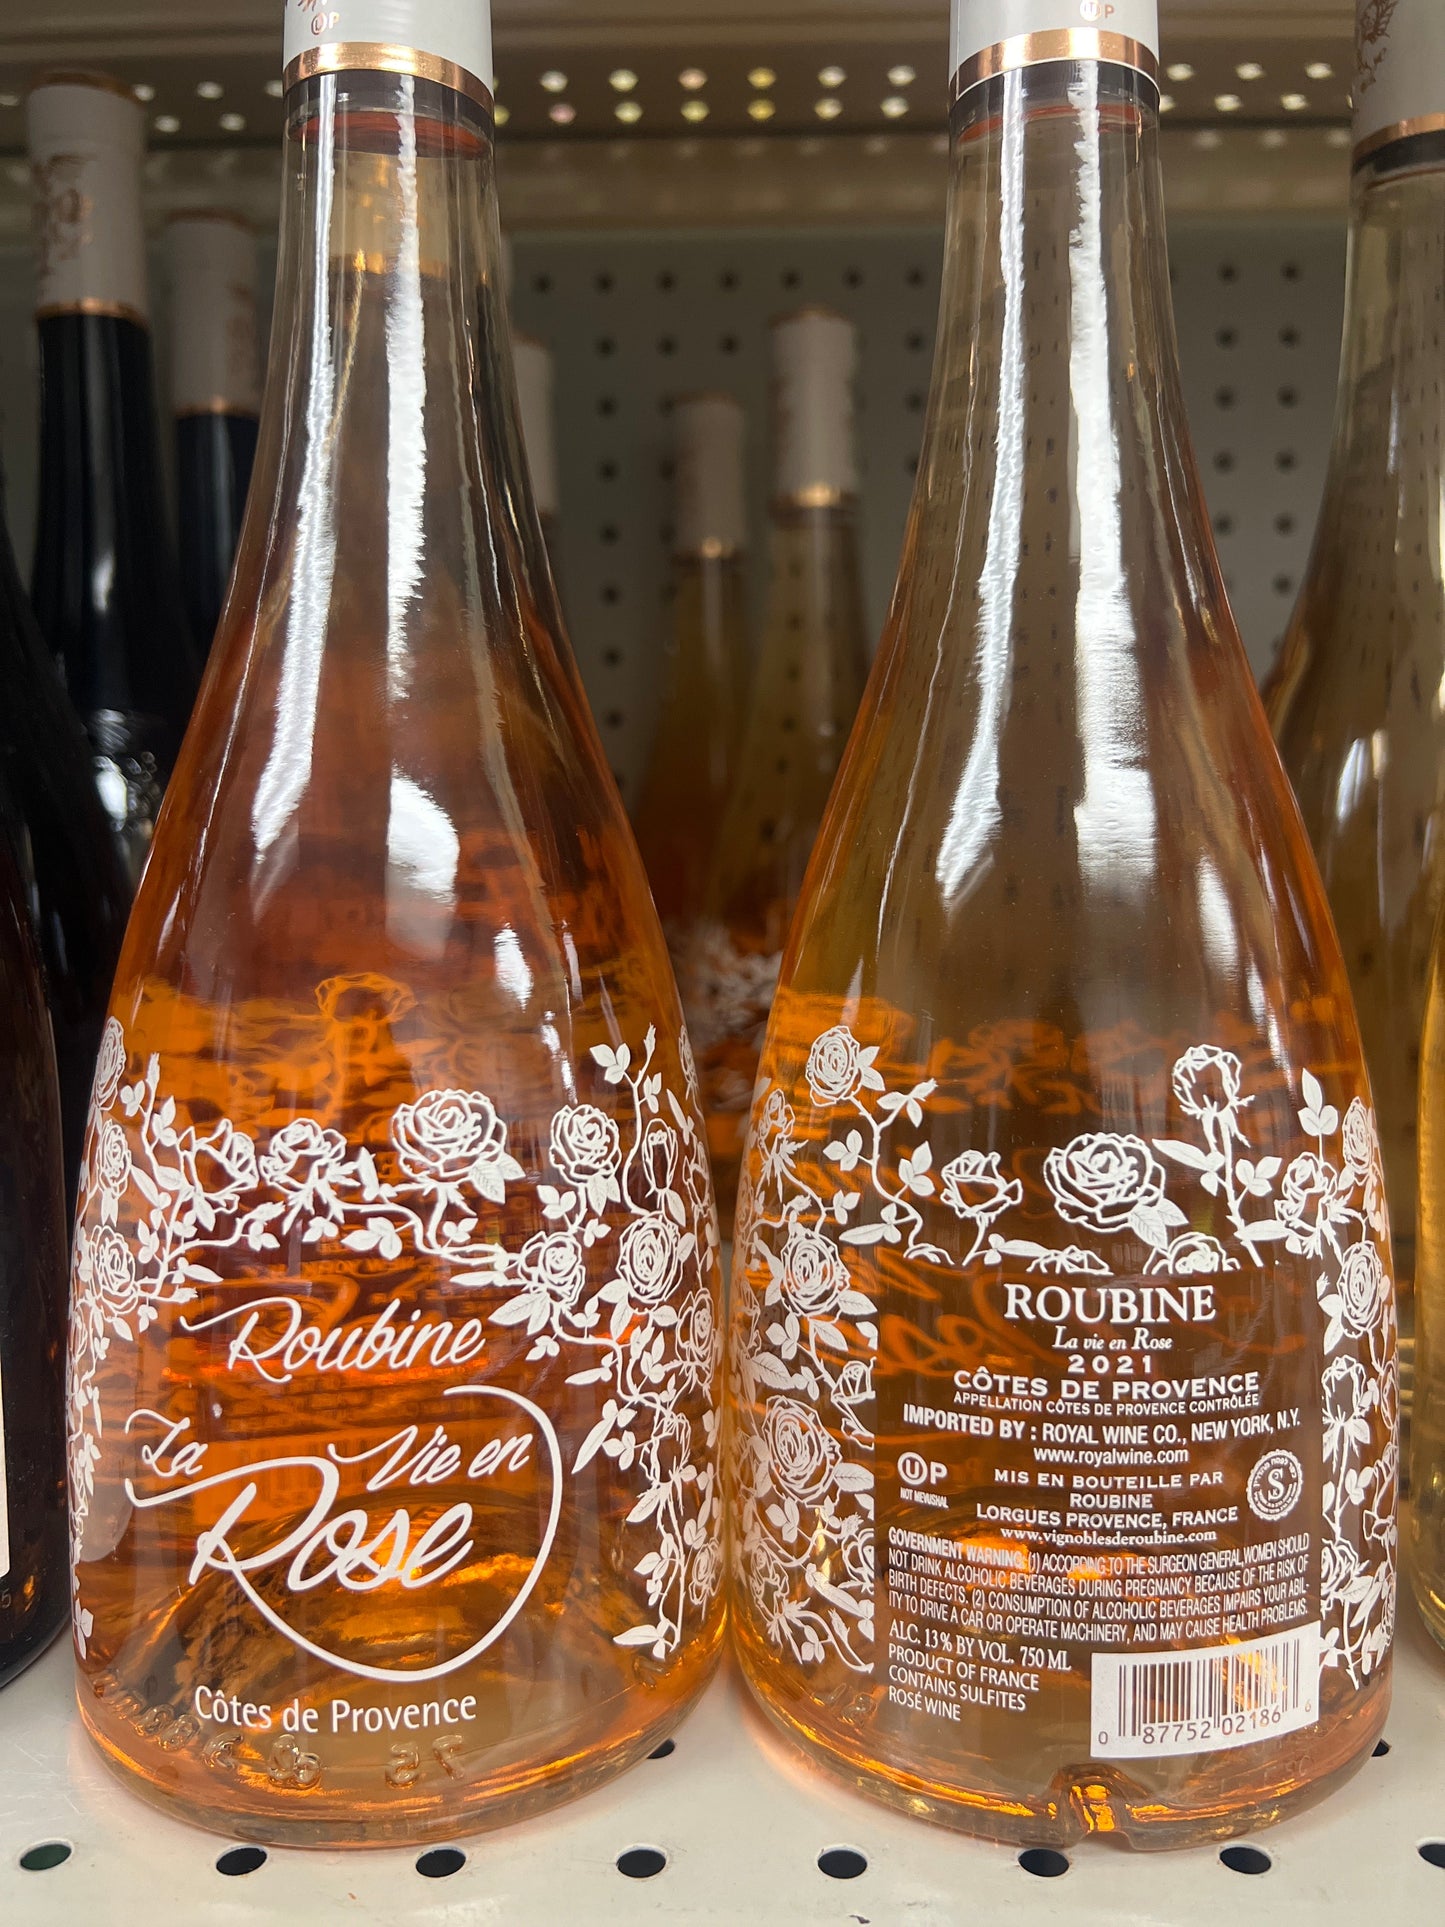 UP
UP
Roubine
La Vie en
Rose
Côtes de Provence
ROUBINE
La vie en Rose
2021
CÔTES DE PROVENCE
APPELLATION CÔTES DE PROVENCE CONTRÔLÉE
IMPORTED BY : ROYAL WINE CO., NEW YORK, N.Y.
www.royalwine.com
UP
NOT MEVUSHAL
MIS EN BOUTEILLE PAR
ROUBINE
LORGUES PROVENCE, FRANCE
www.vignoblesderoubine.com
S
GOVERNMENT WARNING: (1) ACCORDING TO THE SURGEON GENERAL, WOMEN SHOULD
NOT DRINK ALCOHOLIC BEVERAGES DURING PREGNANCY BECAUSE OF THE RISK OF
BIRTH DEFECTS. (2) CONSUMPTION OF ALCOHOLIC BEVERAGES IMPAIRS YOUR ABIL-
ITY TO DRIVE A CAR OR OPERATE MACHINERY, AND MAY CAUSE HEALTH PROBLEMS.
ALC. 13% BY VOL. 750 ML
PRODUCT OF FRANCE
CONTAINS SULFITES
ROSÉ WINE
0 87752 02186 6